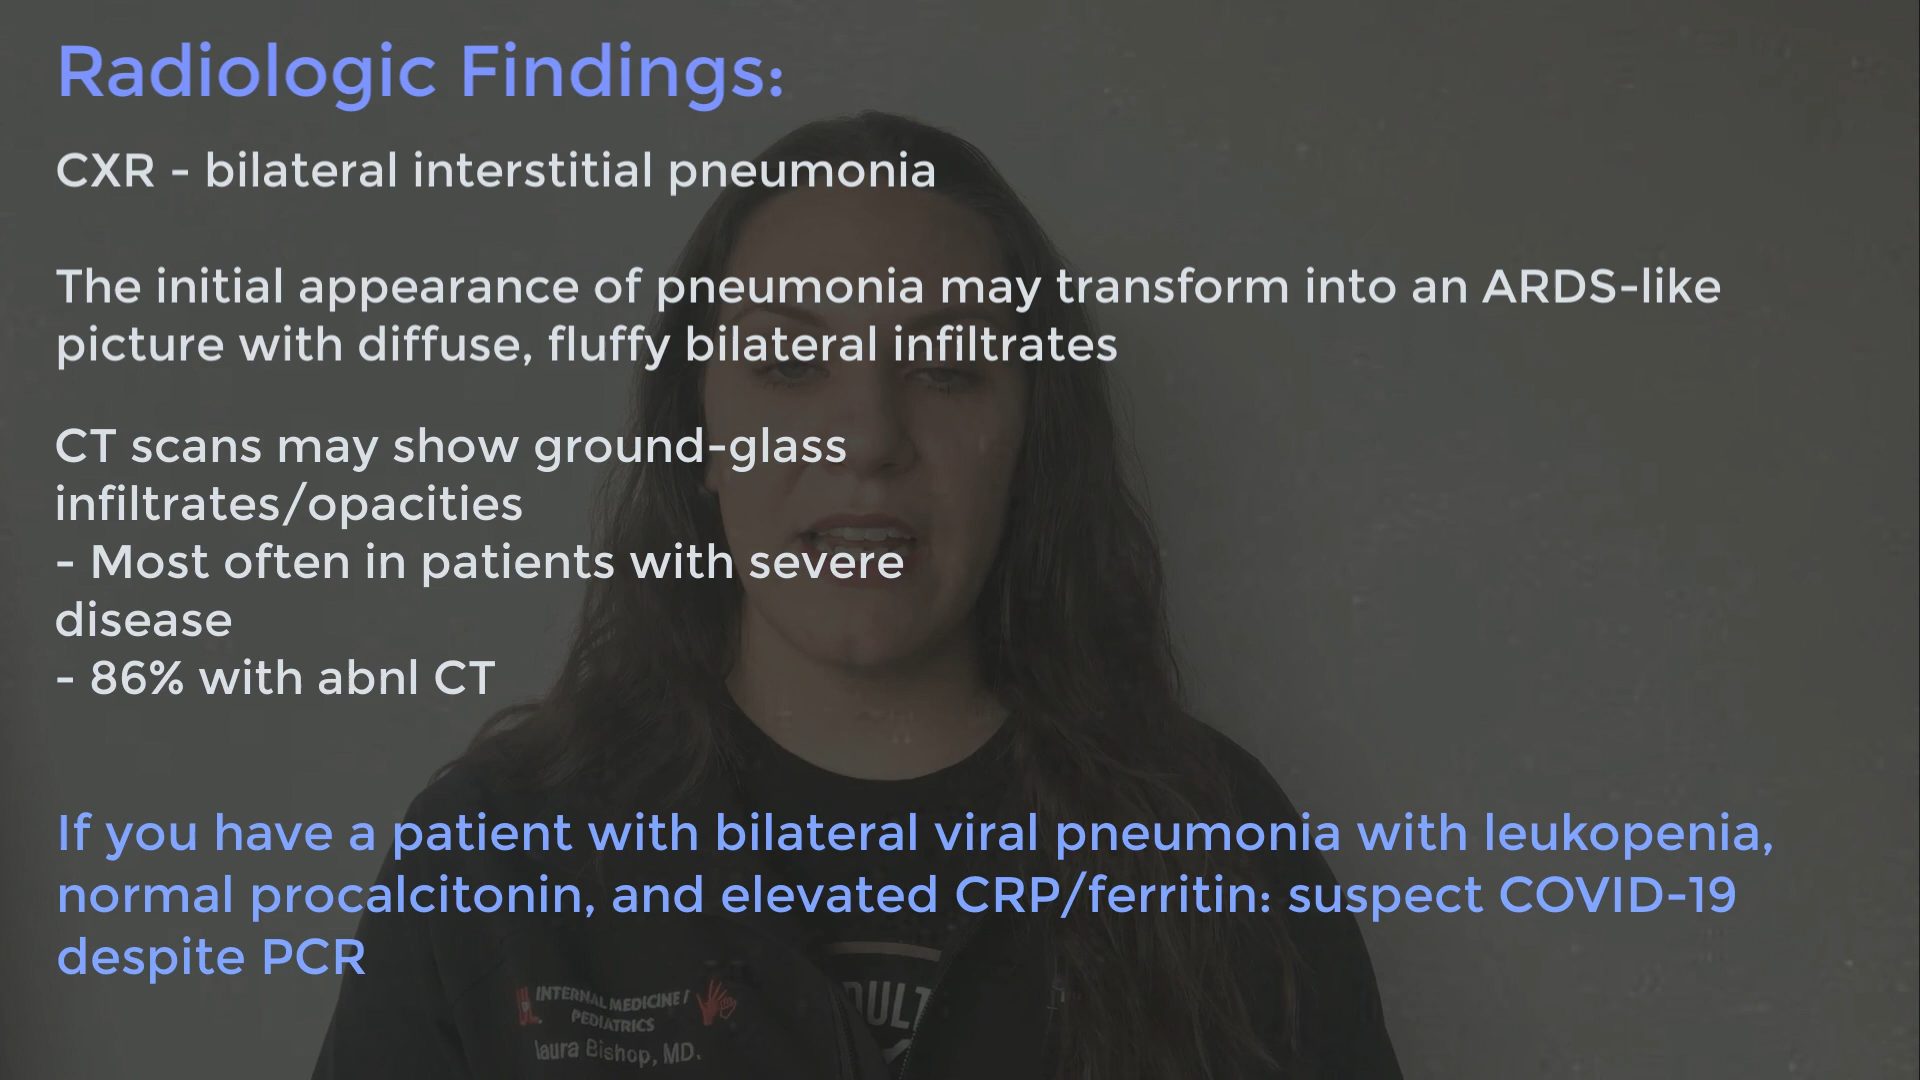 Radiologic Findings:
CXR - bilateral interstitial pneumonia
The initial appearance of pneumonia may transform into an ARDS-like
picture with diffuse, fluffy bilateral infiltrates
CT scans may show ground-glass
infiltrates/opacities
- Most often in patients with severe
disease
- 86% with abnl CT
If you have a patient with bilateral viral pneumonia with leukopenia,
normal procalcitonin, and elevated CRP/ferritin: suspect COVID-19
despite PCR
INTERNAL MEDICINE /
PEDIATRICS
Laura Bishop, MD.